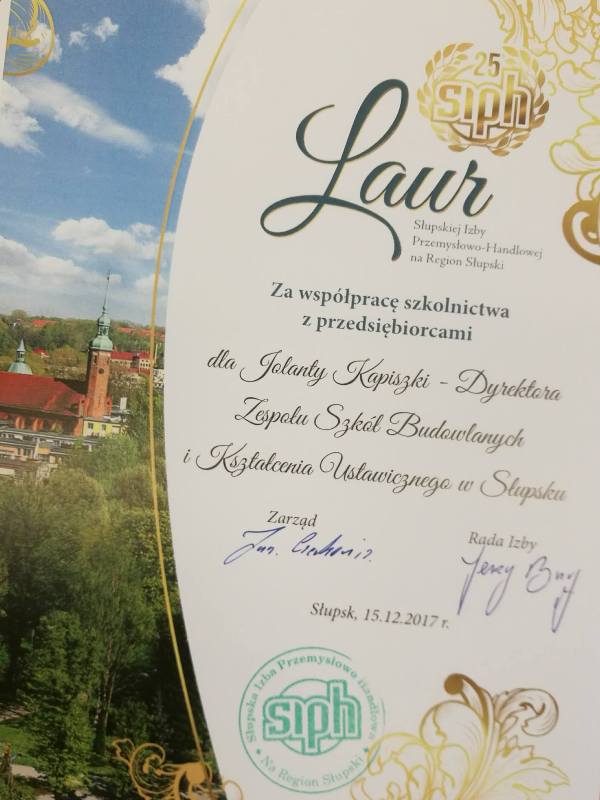 25
siph
Laur
Słupskiej Izby
Przemysłowo-Handlowej
na Region Słupski
Za współpracę szkolnictwa
z przedsiębiorcami
dla Jolanty Kapiszki - Dyrektora
Zespołu Szkół Budowlanych
i Kształcenia Ustawicznego w Słupsku
Zarząd
Rada Izby
Jerzy
Słupsk, 15.12.2017 r.
Słupska Izba Przemysłowo Handlowa
siph
Na Region Słupski